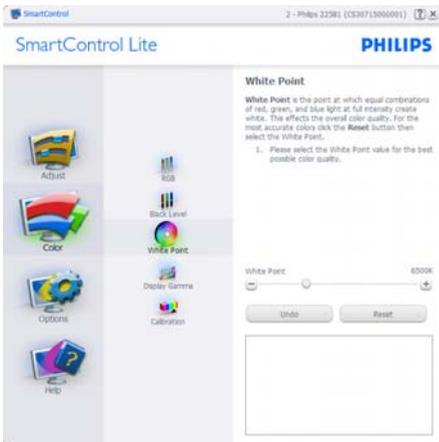 SmartControl
2 - Philips 225B1 (CS30715000001)
SmartControl Lite
PHILIPS
Adjust
Color
Options
Help
RGB
Black Level
White Point
Display Gamma
Calibration
White Point
White Point is the point at which equal combinations
of red, green, and blue light at full intensity create
white. This effects the overall color quality. For the
most accurate colors click the Reset button then
select the White Point.
1. Please select the White Point value for the best
possible color quality.
White Point 6500K
Undo Reset